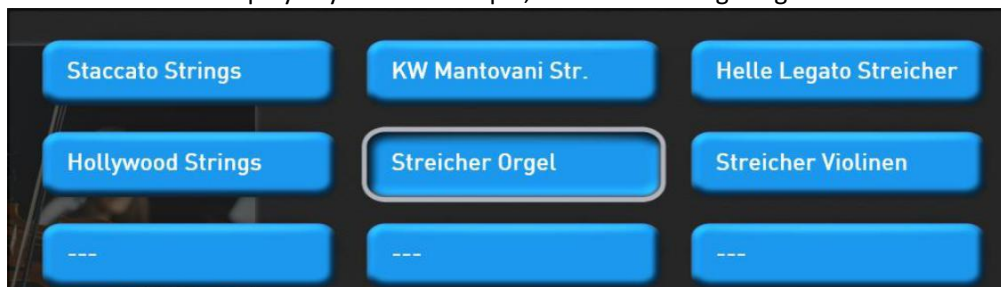 Staccato Strings
KW Mantovani Str.
Helle Legato Streicher
Hollywood Strings
Streicher Orgel
Streicher Violinen
---
---
---